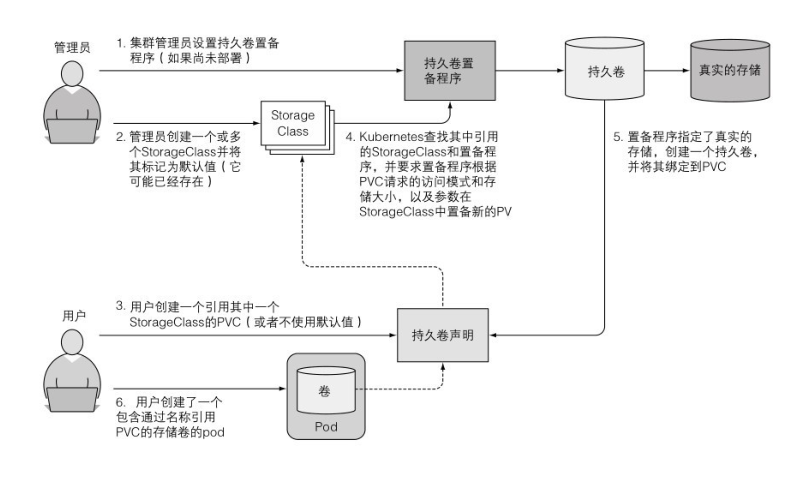 管理员
1. 集群管理员设置持久卷置备
程序（如果尚未部署）
持久卷置
备程序
持久卷
真实的存储
Storage
Class
2. 管理员创建一个或多
个StorageClass并将
其标记为默认值（它
可能已经存在）
4. Kubernetes查找其中引用
的StorageClass和置备程
序，并要求置备程序根据
PVC请求的访问模式和存
储大小，以及参数在
StorageClass中置备新的PV
5. 置备程序指定了真实的
存储，创建一个持久卷，
并将其绑定到PVC
用户
3. 用户创建一个引用其中一个
StorageClass的PVC（或者不使用默认值）
持久卷声明
6. 用户创建了一个
包含通过名称引用
PVC的存储卷的pod
卷
Pod